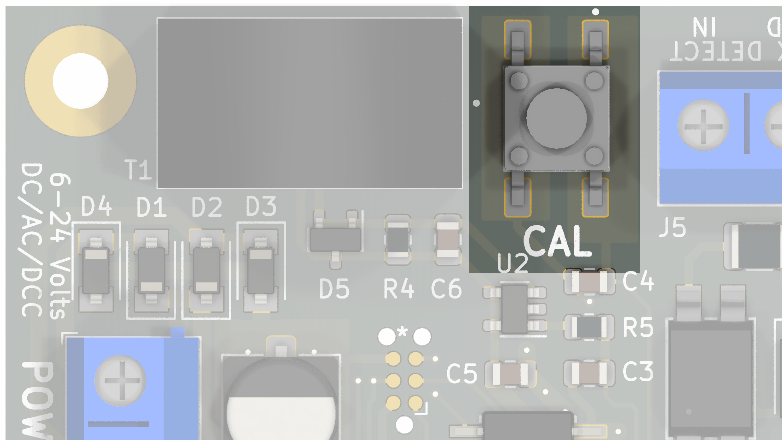 IN
DETECT
T1
6-24 Volts
DC/AC/DCC
D4
D1
D2
D3
D5
R4
C6
CAL
U2
J5
C4
R5
C5
C3
*
POW